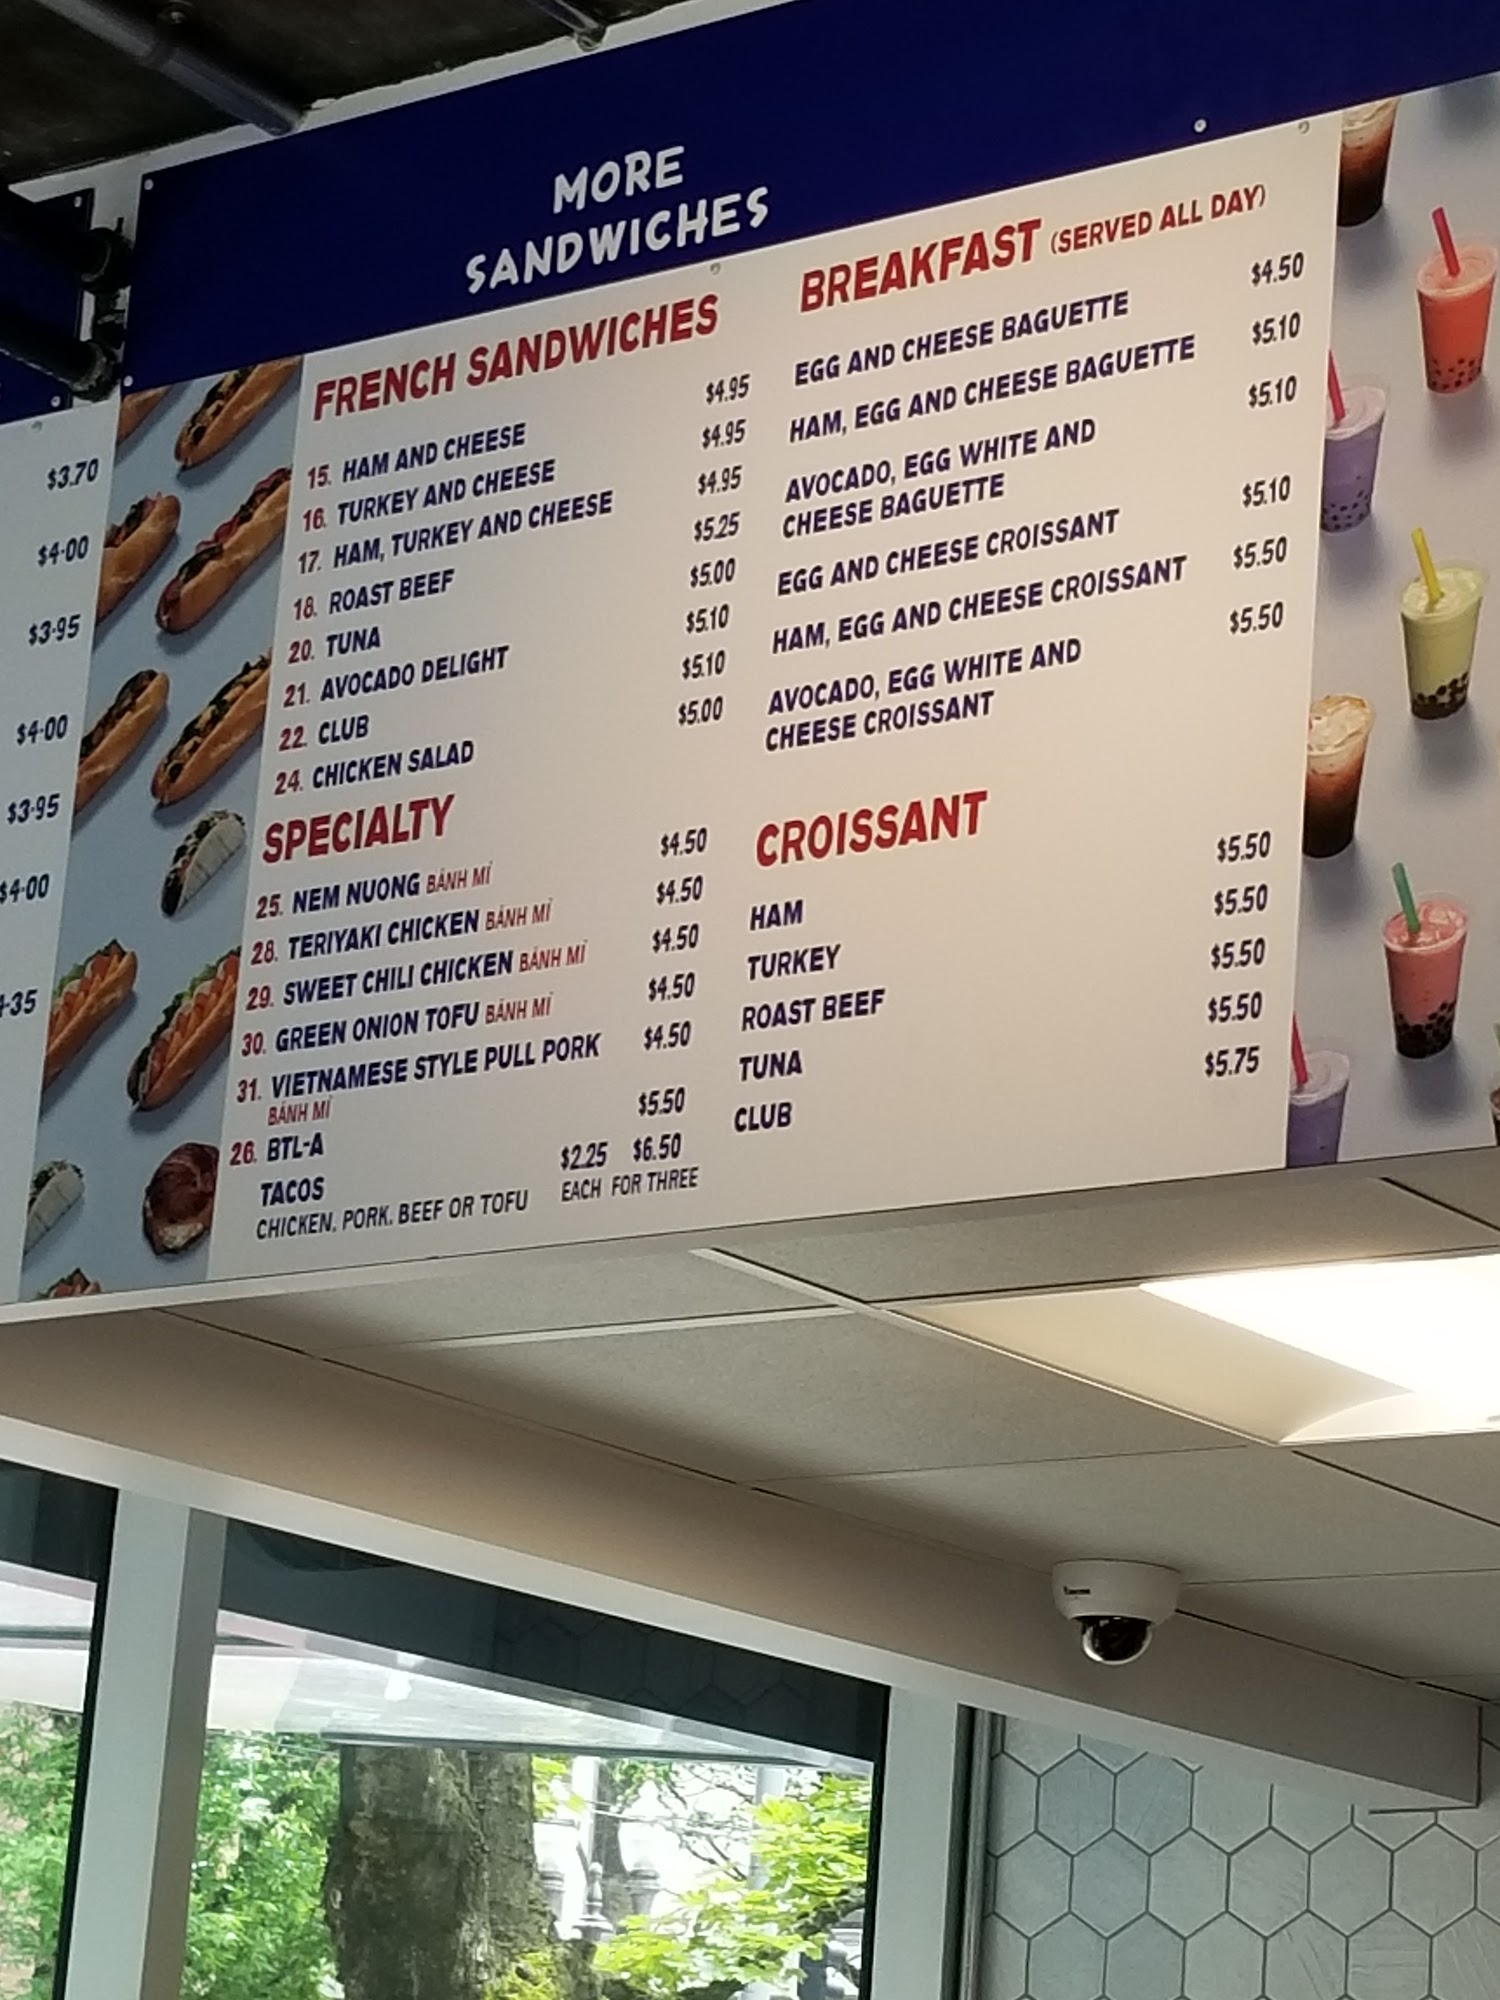 MORE
SANDWICHES
$3.70
$4.00
$3.95
$4.00
$3.95
$4.00
FRENCH SANDWICHES
15. HAM AND CHEESE $4.95
16. TURKEY AND CHEESE $4.95
17. HAM, TURKEY AND CHEESE $4.95
18. ROAST BEEF $5.25
20. TUNA $5.00
21. AVOCADO DELIGHT $5.10
22. CLUB $5.10
24. CHICKEN SALAD $5.00
SPECIALTY
25. NEM NUONG BÁNH MÌ $4.50
28. TERIYAKI CHICKEN BÁNH MÌ $4.50
29. SWEET CHILI CHICKEN BÁNH MÌ $4.50
30. GREEN ONION TOFU BÁNH MÌ $4.50
31. VIETNAMESE STYLE PULL PORK $4.50
BÁNH MÌ
26. BTL-A $5.50
TACOS $2.25 $6.50
CHICKEN, PORK, BEEF OR TOFU EACH FOR THREE
BREAKFAST (SERVED ALL DAY)
EGG AND CHEESE BAGUETTE $4.50
HAM, EGG AND CHEESE BAGUETTE $5.10
AVOCADO, EGG WHITE AND $5.10
CHEESE BAGUETTE
EGG AND CHEESE CROISSANT $5.10
HAM, EGG AND CHEESE CROISSANT $5.50
AVOCADO, EGG WHITE AND $5.50
CHEESE CROISSANT
CROISSANT
HAM $5.50
TURKEY $5.50
ROAST BEEF $5.50
TUNA $5.50
CLUB $5.75